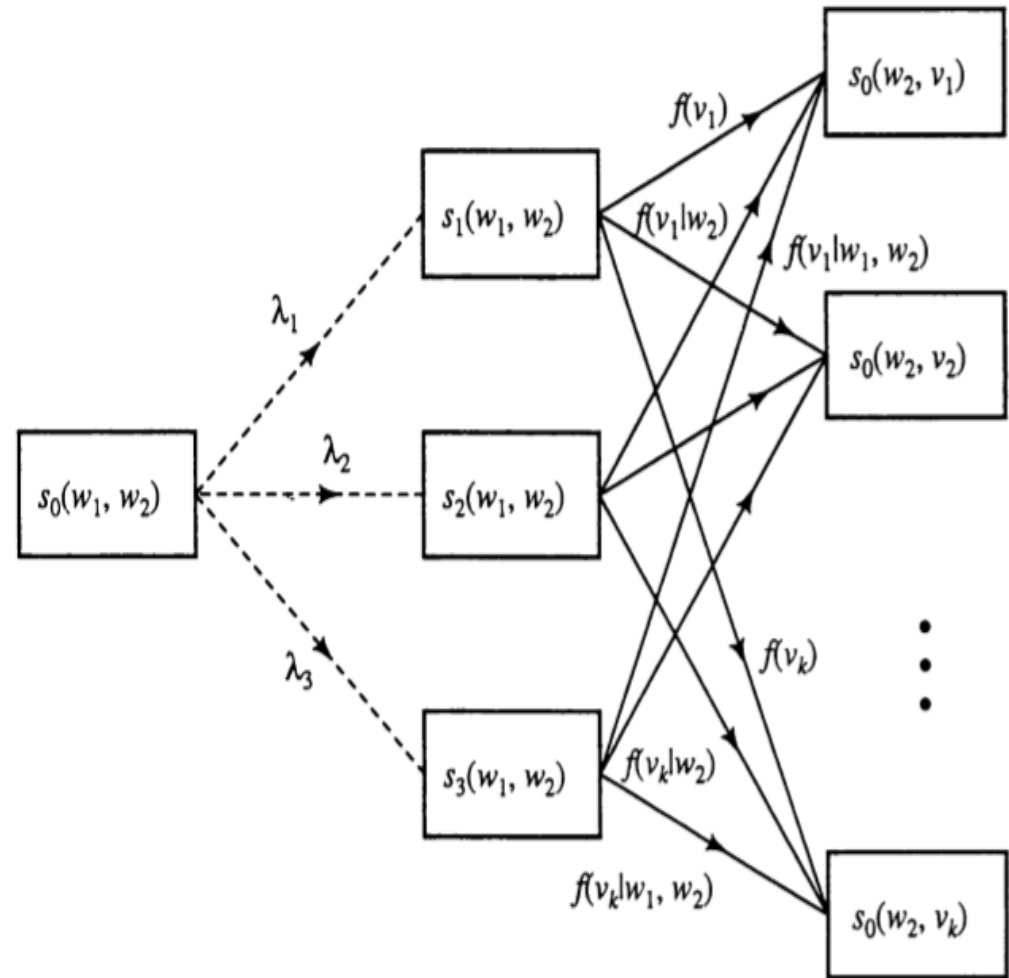 s₀(w₂, v₁)
f(v₁)
s₁(w₁, w₂)
f(v₁|w₂)
f(v₁|w₁, w₂)
λ₁
s₀(w₂, v₂)
λ₂
s₀(w₁, w₂)
s₂(w₁, w₂)
λ₃
f(vₖ)
s₃(w₁, w₂)
f(vₖ|w₂)
f(vₖ|w₁, w₂)
s₀(w₂, vₖ)